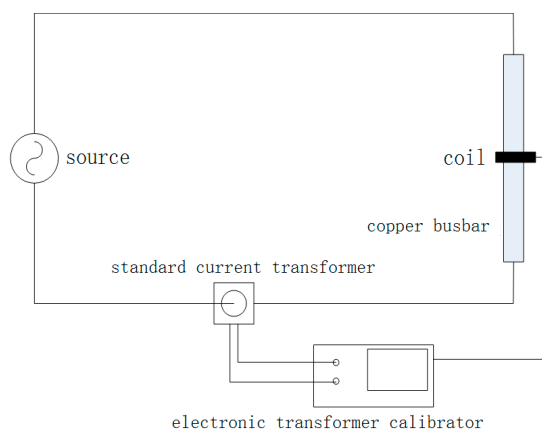 source
coil
copper busbar
standard current transformer
electronic transformer calibrator